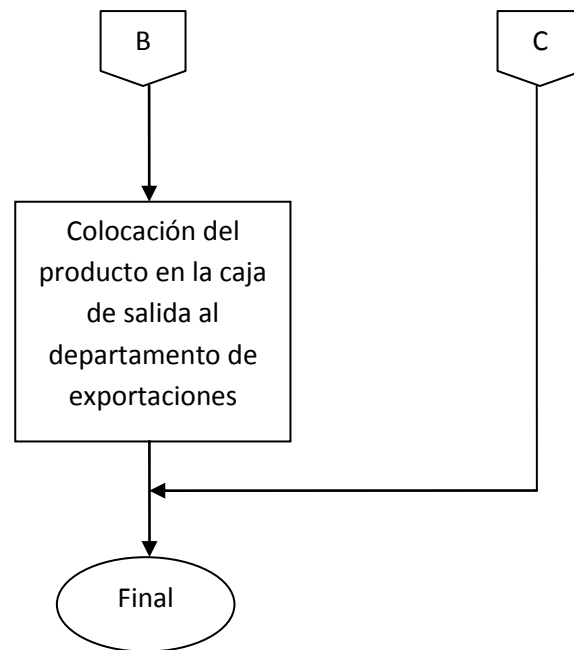 B
C
Colocación del
producto en la caja
de salida al
departamento de
exportaciones
Final